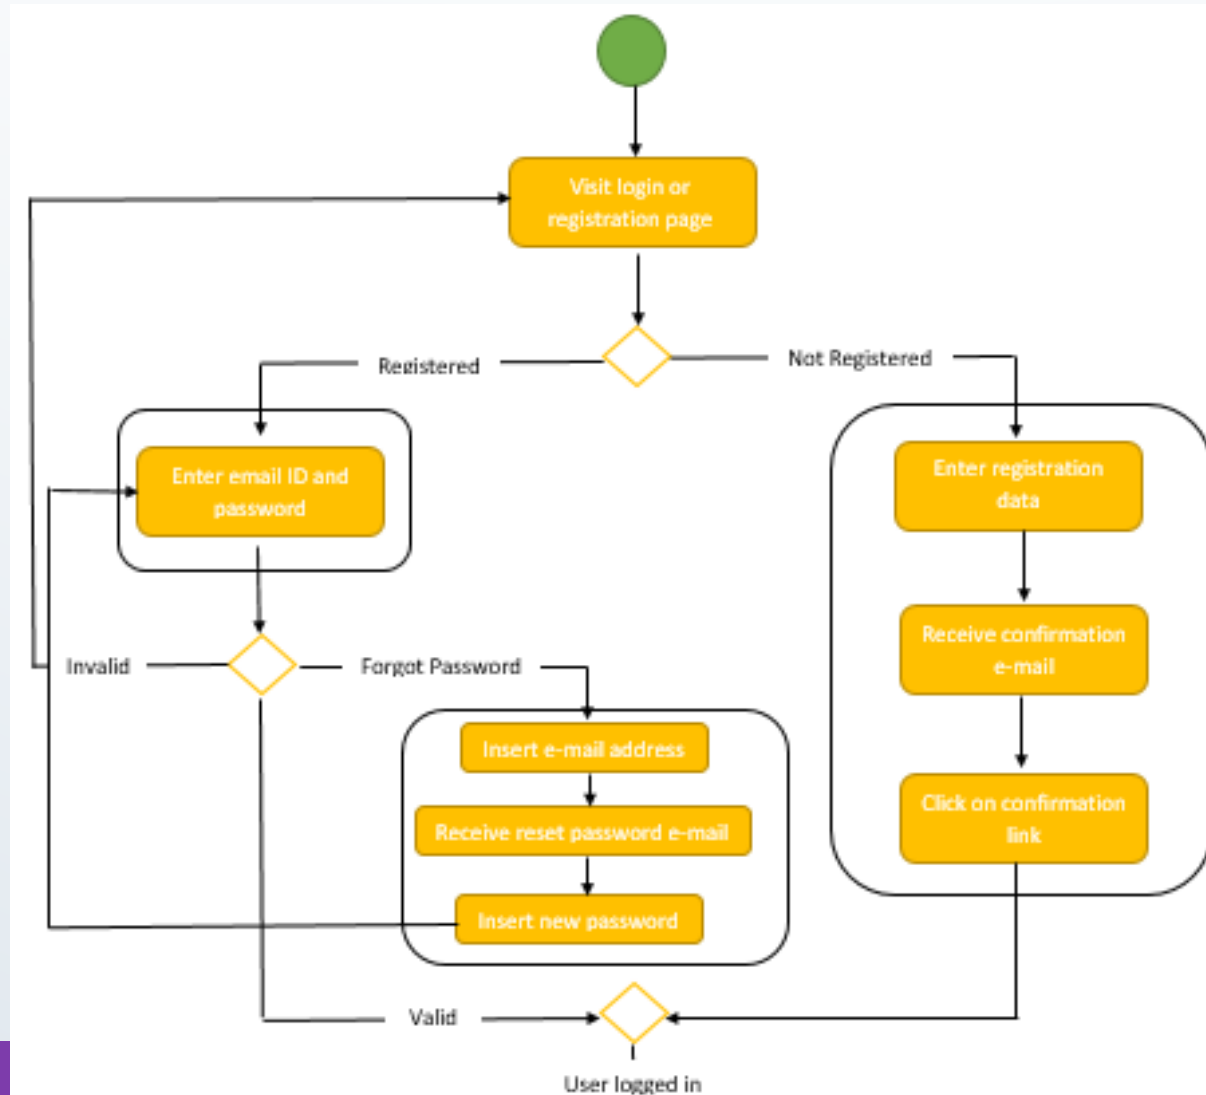 Visit login or
registration page
Registered
Not Registered
Enter email ID and
password
Enter registration
data
Receive confirmation
e-mail
Invalid
Forgot Password
Insert e-mail address
Receive reset password e-mail
Click on confirmation
link
Insert new password
Valid
User logged in